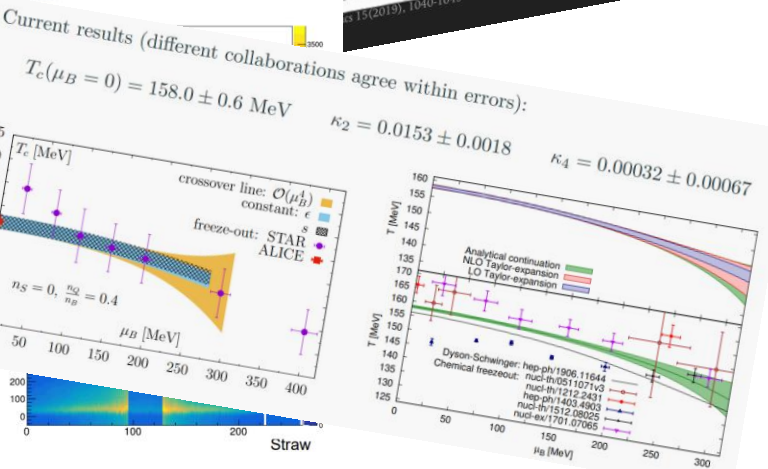 cs 15(2019), 1040-104
3500
Current results (different collaborations agree within errors):
T_c(μ_B = 0) = 158.0 ± 0.6 MeV
κ_2 = 0.0153 ± 0.0018
κ_4 = 0.00032 ± 0.00067
T_c [MeV]
crossover line: O(μ_B^4)
constant: ϵ
s
freeze-out: STAR
ALICE
n_S = 0, n_Q/n_B = 0.4
μ_B [MeV]
50 100 150 200 250 300 350 400
160
155
150
145
140
135
T [MeV]
Analytical continuation
NLO Taylor-expansion
LO Taylor-expansion
170
165
160
155
150
145
140
135
130
125
T [MeV]
Dyson-Schwinger: hep-ph/1906.11644
Chemical freezeout: nucl-th/0511071v3
nucl-th/1212.2431
hep-ph/1403.4903
nucl-th/1512.08025
nucl-ex/1701.07065
0 50 100 150 200 250 300
μ_B [MeV]
200
100
0
0 200
Straw